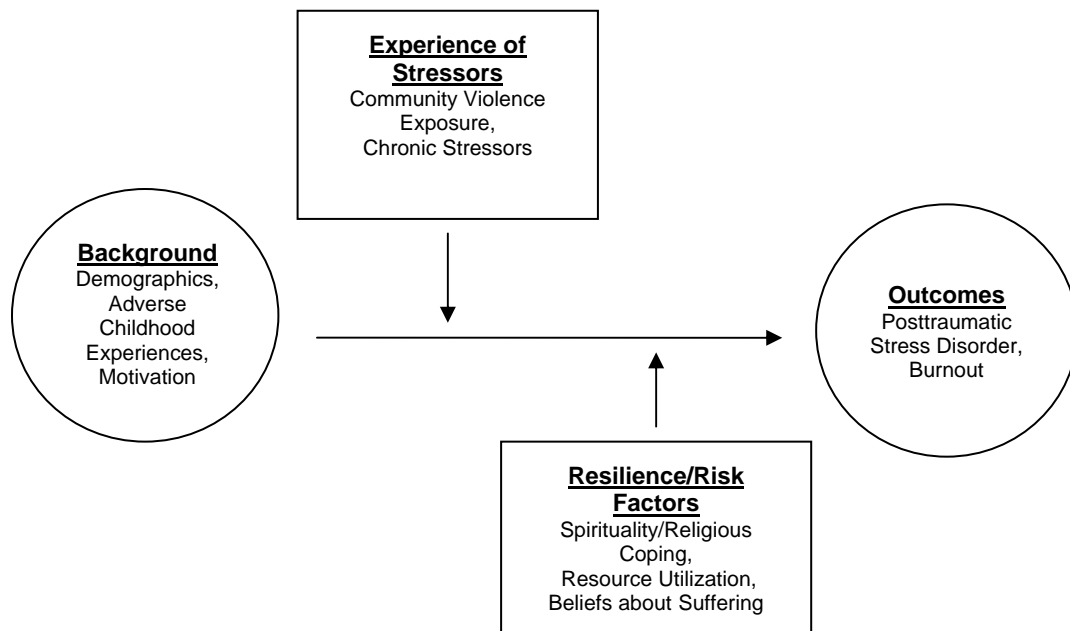 Experience of
Stressors
Community Violence
Exposure,
Chronic Stressors
Background
Demographics,
Adverse
Childhood
Experiences,
Motivation
Outcomes
Posttraumatic
Stress Disorder,
Burnout
Resilience/Risk
Factors
Spirituality/Religious
Coping,
Resource Utilization,
Beliefs about Suffering